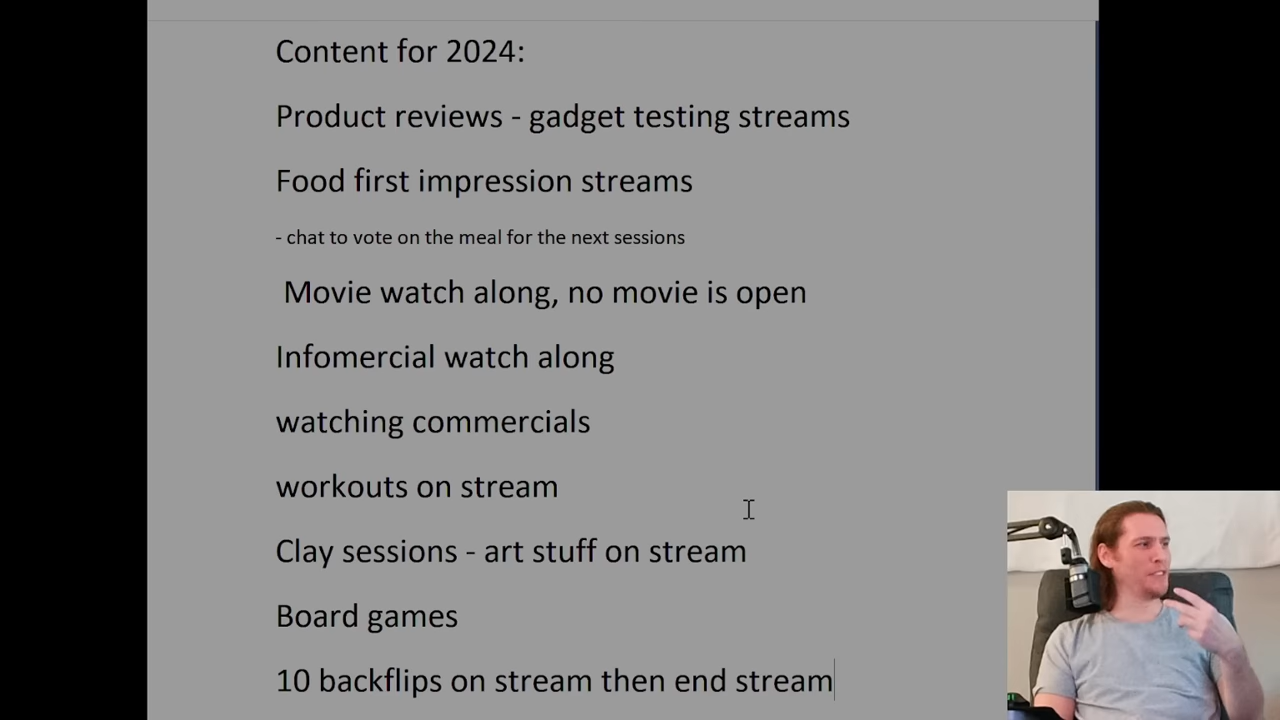 Content for 2024:
Product reviews - gadget testing streams
Food first impression streams
- chat to vote on the meal for the next sessions
Movie watch along, no movie is open
Infomercial watch along
watching commercials
workouts on stream
Clay sessions - art stuff on stream
Board games
10 backflips on stream then end stream